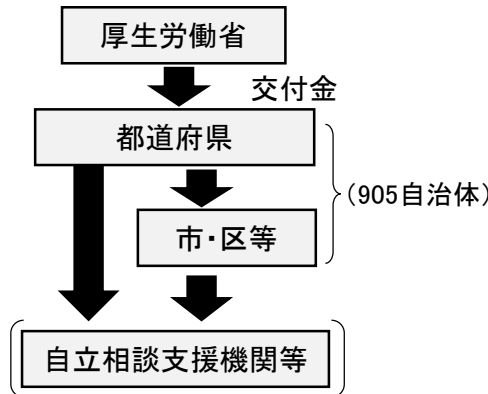 厚生労働省
交付金
都道府県
(905自治体)
市・区等
自立相談支援機関等